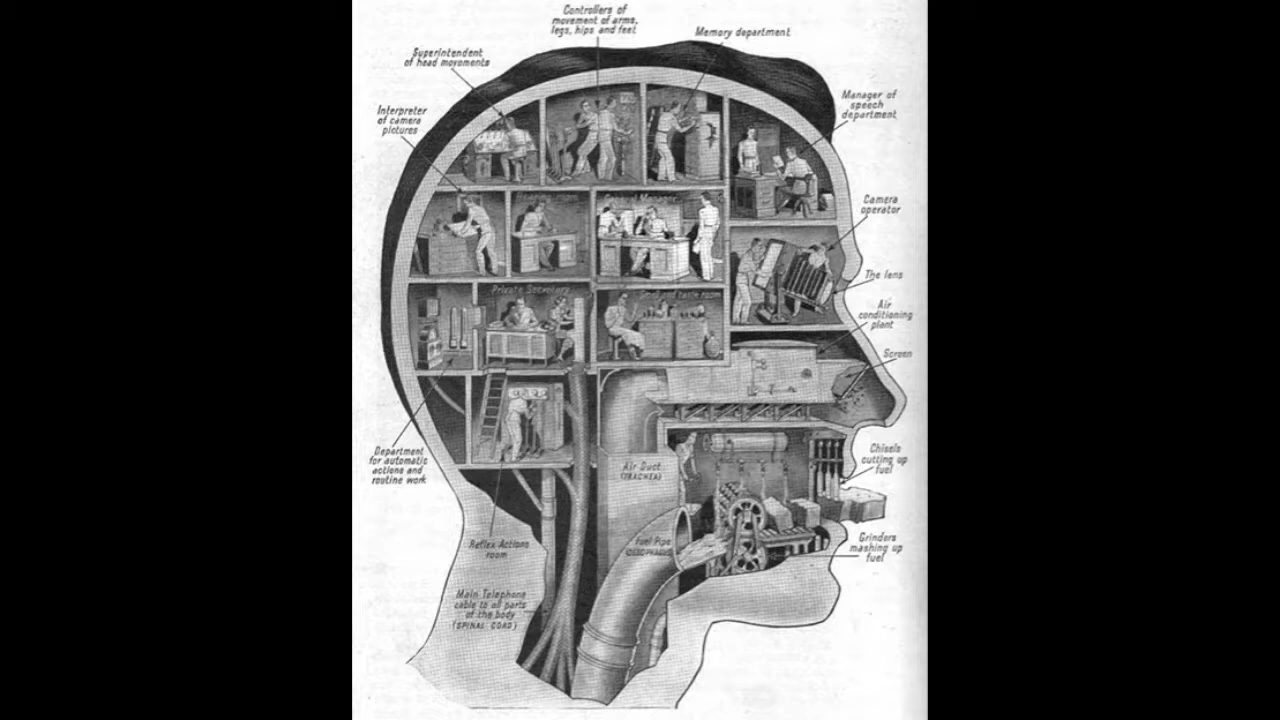 Controllers of
movement of arms,
legs, hips and feet
Memory department
Superintendent
of head movements
Manager of
speech
department
Interpreter
of camera
pictures
Camera
operator
The lens
Private Secretary
and taste room
Air
conditioning
plant
Screen
Department
for automatic
actions and
routine work
Chisels
cutting up
fuel
Air Duct
(TRACHEA)
Reflex Actions
room
Fuel Pipe
(OESOPHAGUS)
Grinders
mashing up
fuel
Main Telephone
cable to all parts
of the body
(SPINAL CORD)